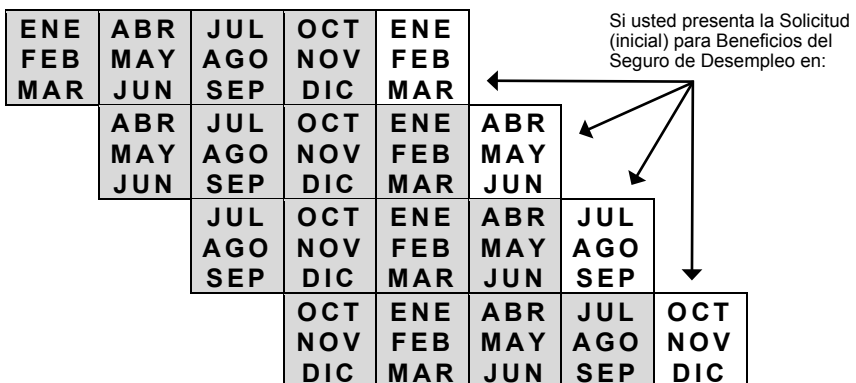 Si usted presenta la Solicitud
(inicial) para Beneficios del
Seguro de Desempleo en:
ENE ABR JUL OCT ENE
FEB MAY AGO NOV FEB
MAR JUN SEP DIC MAR
ABR JUL OCT ENE ABR
MAY AGO NOV FEB MAY
JUN SEP DIC MAR JUN
JUL OCT ENE ABR JUL
AGO NOV FEB MAY AGO
SEP DIC MAR JUN SEP
OCT ENE ABR JUL OCT
NOV FEB MAY AGO NOV
DIC MAR JUN SEP DIC